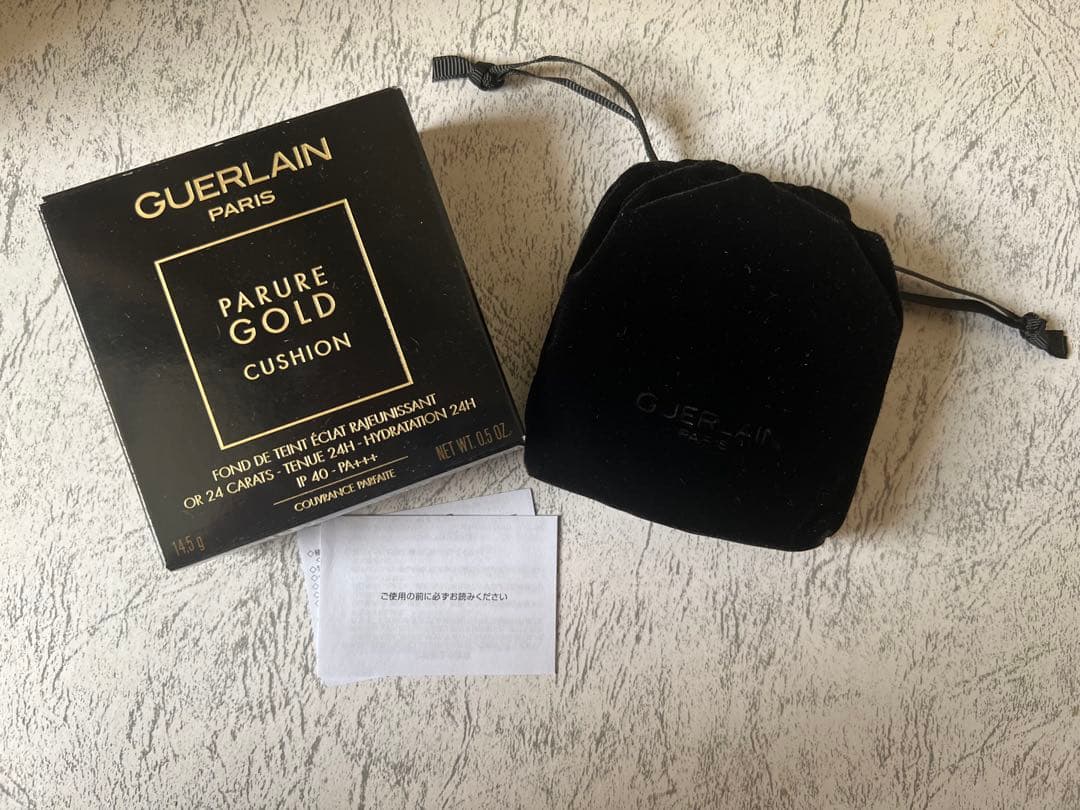 GUERLAIN
PARIS
PARURE
GOLD
CUSHION
FOND DE TEINT ÉCLAT RAJEUNISSANT
OR 24 CARATS - TENUE 24H - HYDRATATION 24H
IP 40 - PA+++
COUVRANCE PARFAITE
14,5 g
NET WT. 0.5 OZ.
GUERLAIN
PARIS
ご使用の前に必ずお読みください